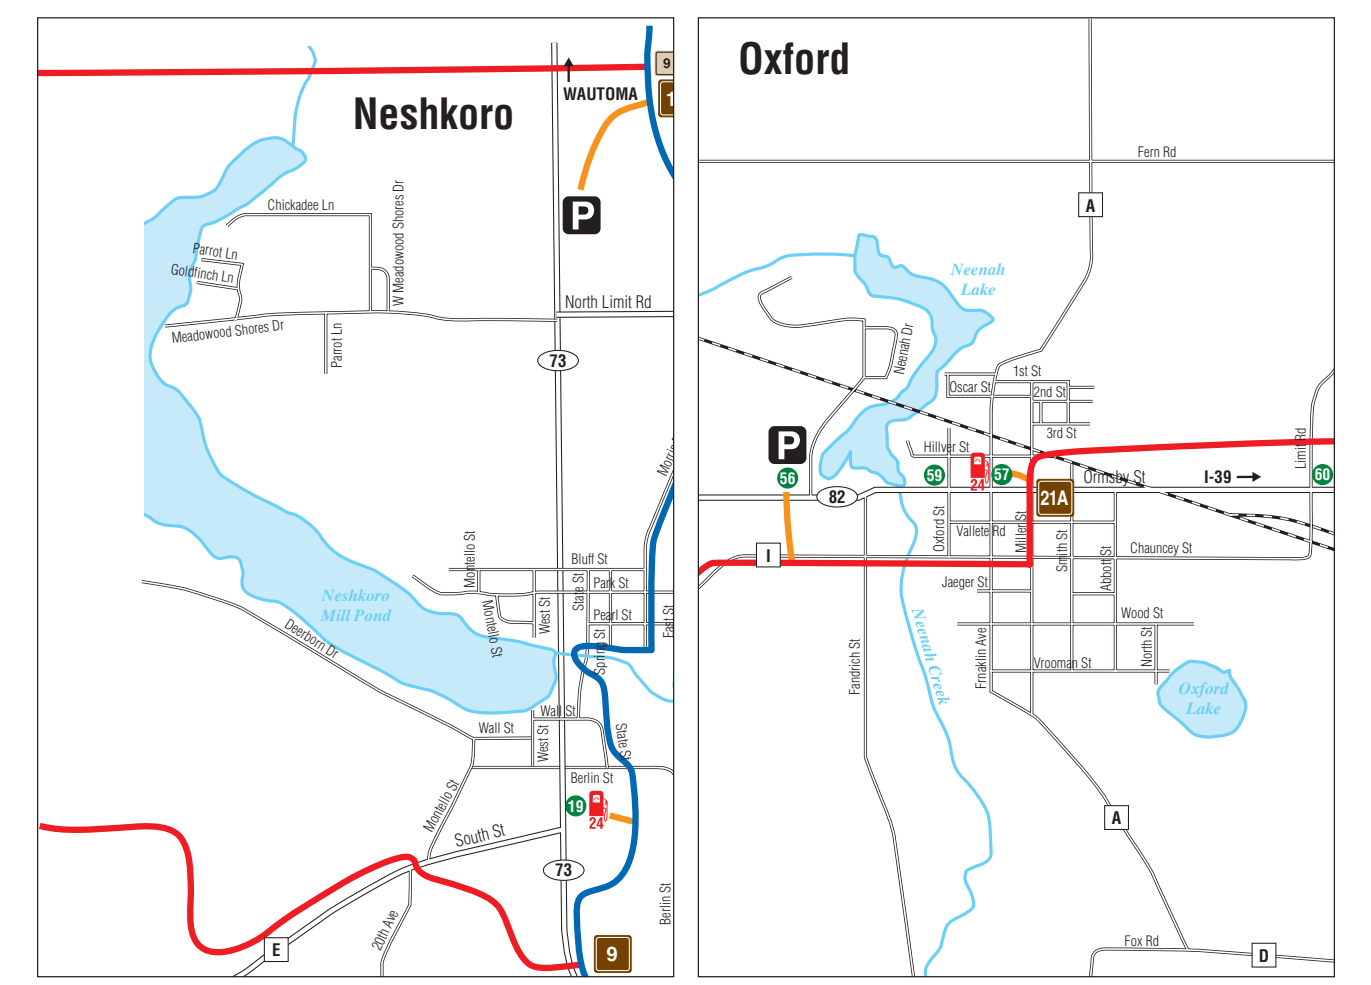 Neshkoro
WAUTOMA
9
1
P
Chickadee Ln
W Meadowood Shores Dr
Parrot Ln
Goldfinch Ln
Meadowood Shores Dr
Parrot Ln
North Limit Rd
73
Morris
Montello St
Bluff St
State St
Park St
Neshkoro
Mill Pond
Montello St
West St
Pearl St
East St
Spring St
Deerborn Dr
Wall St
Wall St
West St
State St
Berlin St
19
24
Montello St
South St
73
Berlin St
20th Ave
E
9
Oxford
Fern Rd
A
Neenah
Lake
Neenah Dr
1st St
Oscar St
2nd St
3rd St
P
Hillver St
Limit Rd
56
59
24
57
Ormsby St
I-39
60
82
21A
Oxford St
Vallete Rd
Miller St
Smith St
Abbott St
Chauncey St
I
Jaeger St
Wood St
Neenah Creek
Fandrich St
Frnaklin Ave
Vrooman St
North St
Oxford
Lake
A
Fox Rd
D